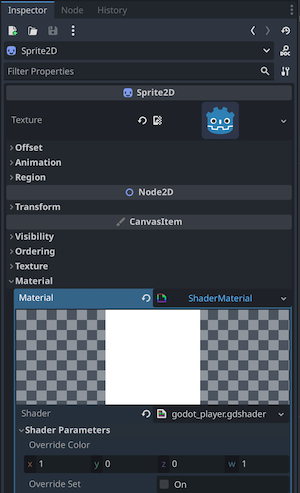 Inspector Node History
Sprite2D DOC
Filter Properties
Sprite2D
Texture
Offset
Animation
Region
Node2D
Transform
CanvasItem
Visibility
Ordering
Texture
Material
Material ShaderMaterial
Shader godot_player.gdshader
Shader Parameters
Override Color
x 1 y 0 z 0 w 1
Override Set On